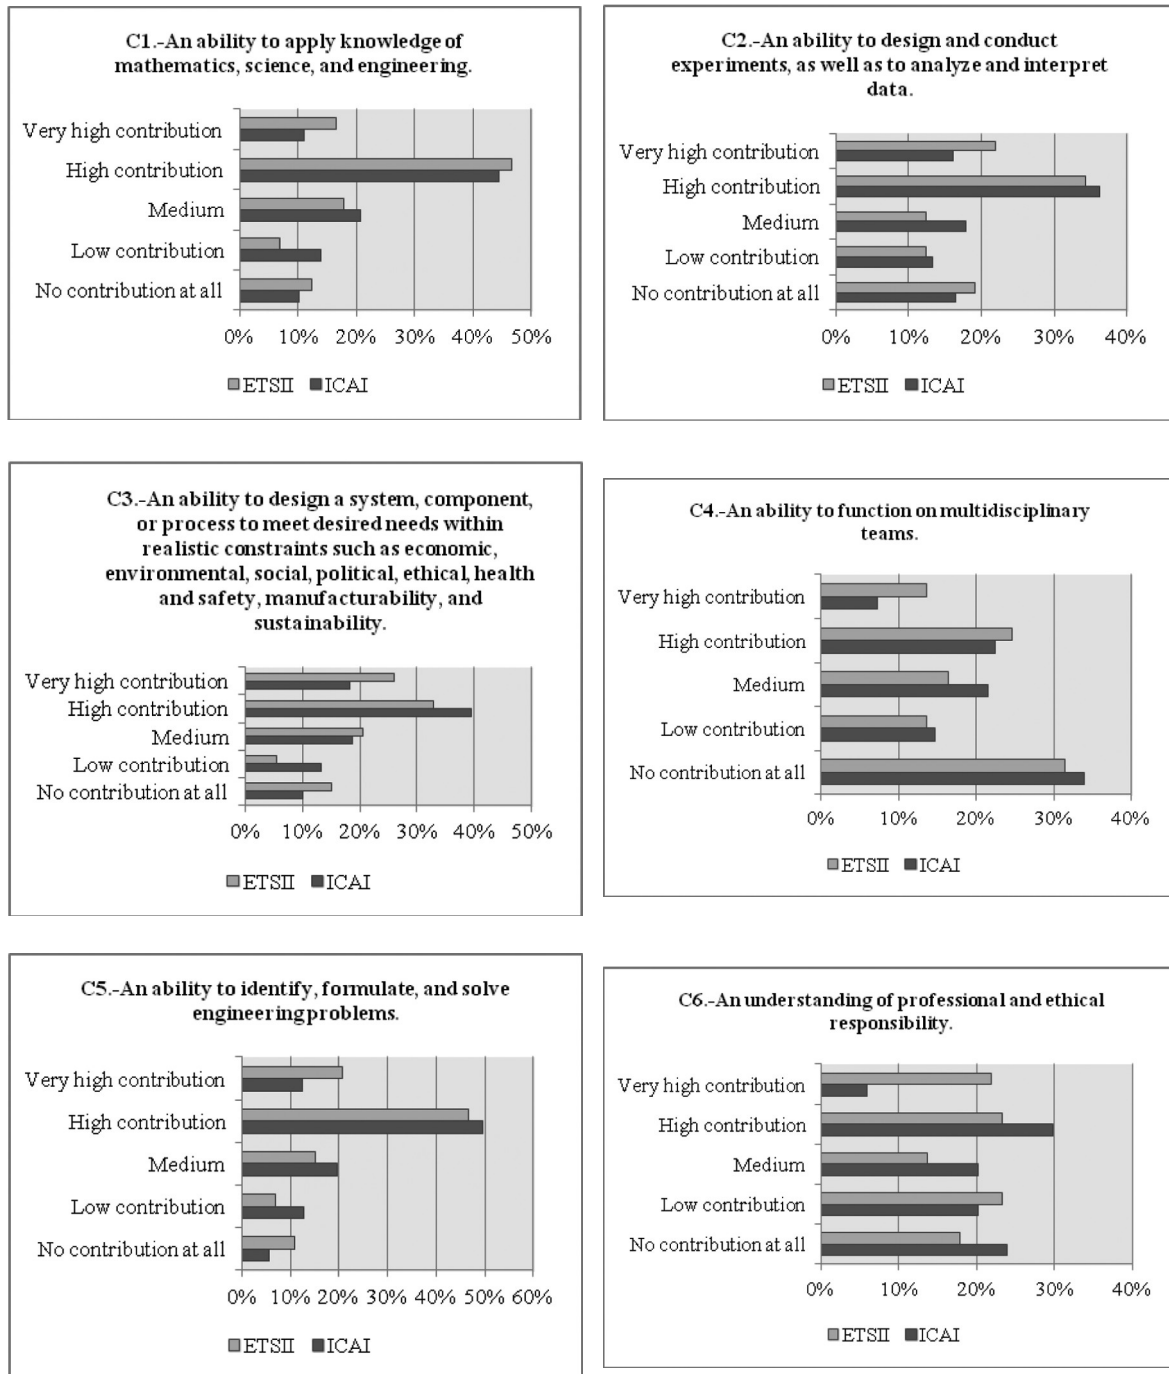 C1.-An ability to apply knowledge of
mathematics, science, and engineering.
Very high contribution
High contribution
Medium
Low contribution
No contribution at all
0% 10% 20% 30% 40% 50%
ETSII ICAI
C2.-An ability to design and conduct
experiments, as well as to analyze and interpret
data.
Very high contribution
High contribution
Medium
Low contribution
No contribution at all
0% 10% 20% 30% 40%
ETSII ICAI
C3.-An ability to design a system, component,
or process to meet desired needs within
realistic constraints such as economic,
environmental, social, political, ethical, health
and safety, manufacturability, and
sustainability.
Very high contribution
High contribution
Medium
Low contribution
No contribution at all
0% 10% 20% 30% 40% 50%
ETSII ICAI
C4.-An ability to function on multidisciplinary
teams.
Very high contribution
High contribution
Medium
Low contribution
No contribution at all
0% 10% 20% 30% 40%
ETSII ICAI
C5.-An ability to identify, formulate, and solve
engineering problems.
Very high contribution
High contribution
Medium
Low contribution
No contribution at all
0% 10% 20% 30% 40% 50% 60%
ETSII ICAI
C6.-An understanding of professional and ethical
responsibility.
Very high contribution
High contribution
Medium
Low contribution
No contribution at all
0% 10% 20% 30% 40%
ETSII ICAI